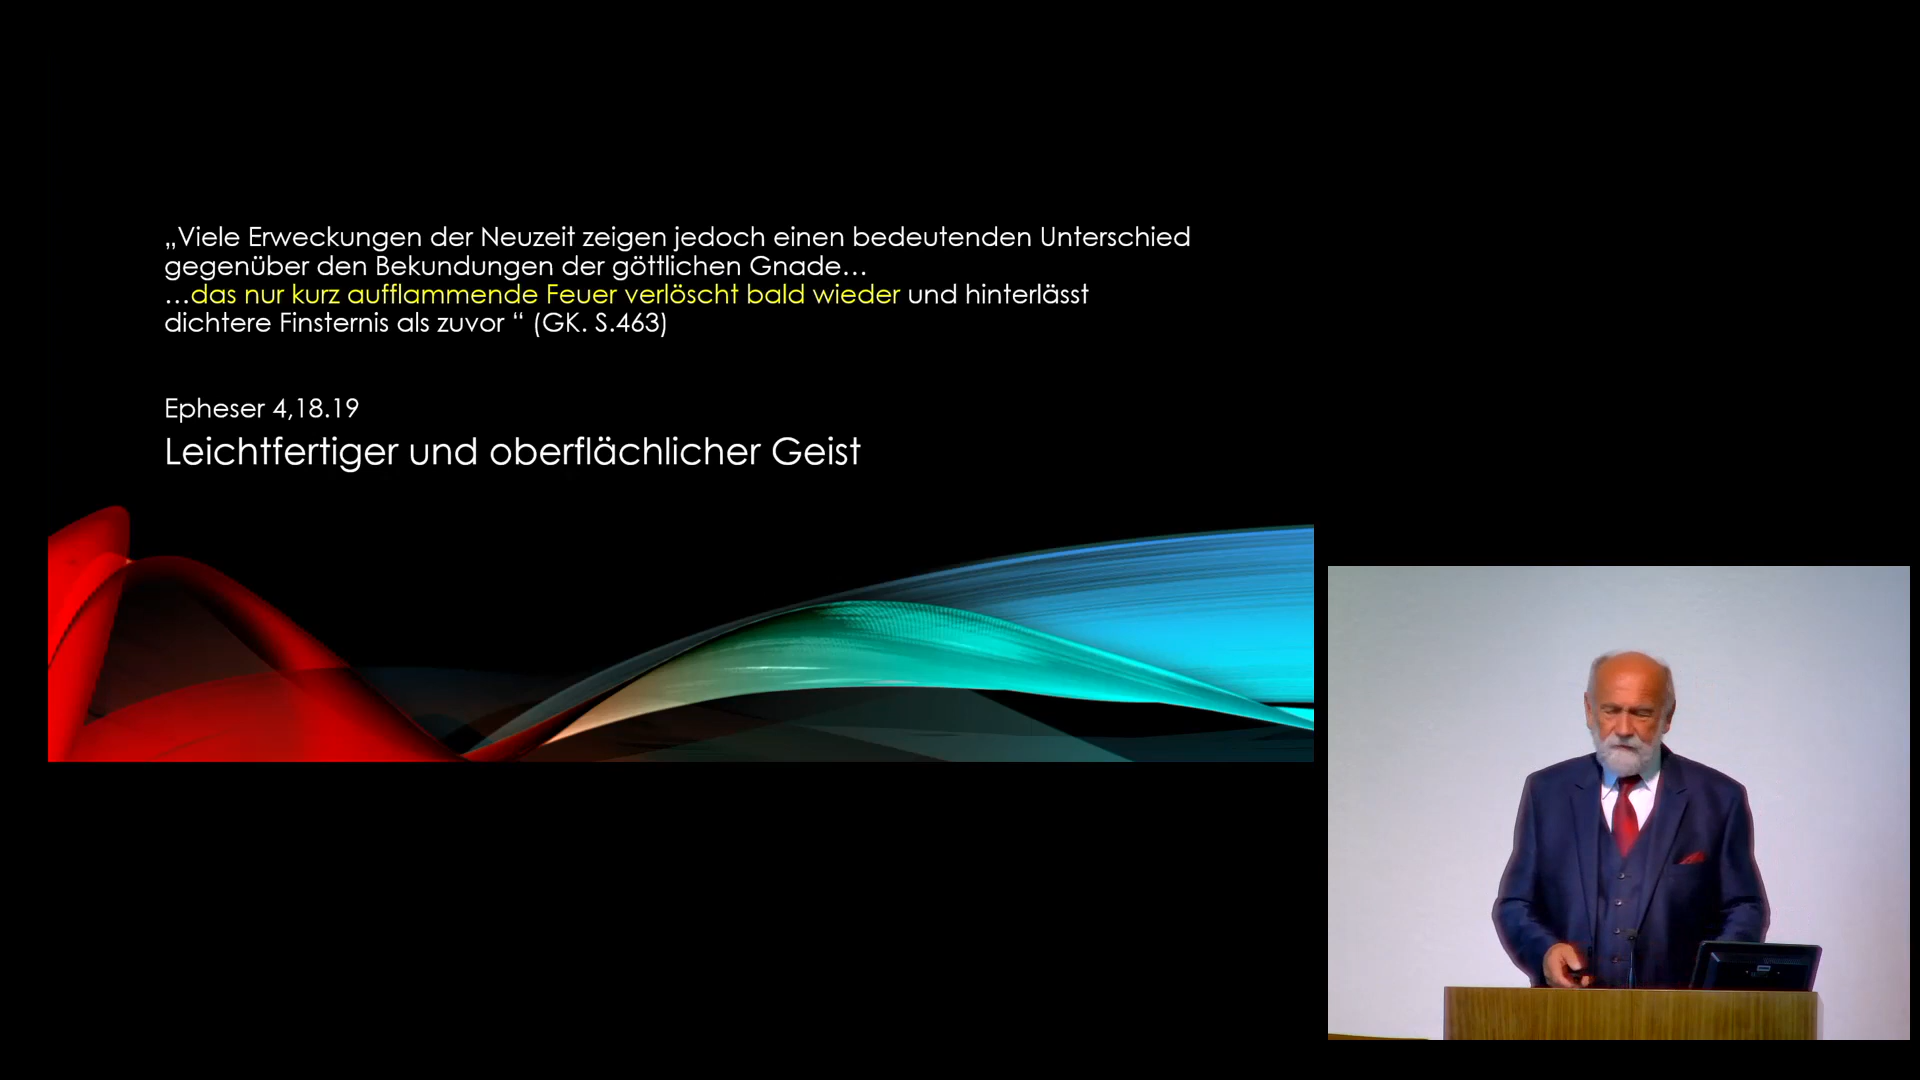 „Viele Erweckungen der Neuzeit zeigen jedoch einen bedeutenden Unterschied
gegenüber den Bekundungen der göttlichen Gnade…
…das nur kurz aufflammende Feuer verlöscht bald wieder und hinterlässt
dichtere Finsternis als zuvor “ (GK. S.463)
Epheser 4,18.19
Leichtfertiger und oberflächlicher Geist